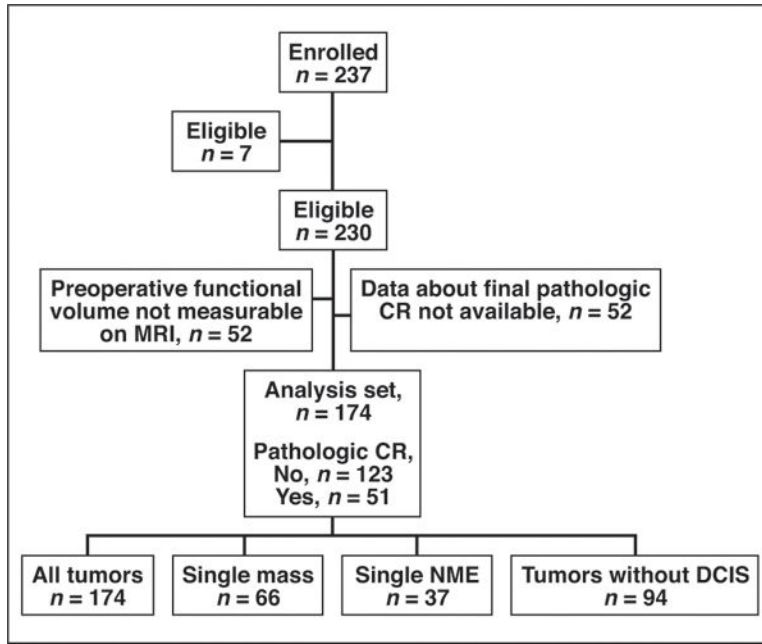 Enrolled
n = 237
Eligible
n = 7
Eligible
n = 230
Preoperative functional
volume not measurable
on MRI, n = 52
Data about final pathologic
CR not available, n = 52
Analysis set,
n = 174
Pathologic CR,
No, n = 123
Yes, n = 51
All tumors
n = 174
Single mass
n = 66
Single NME
n = 37
Tumors without DCIS
n = 94